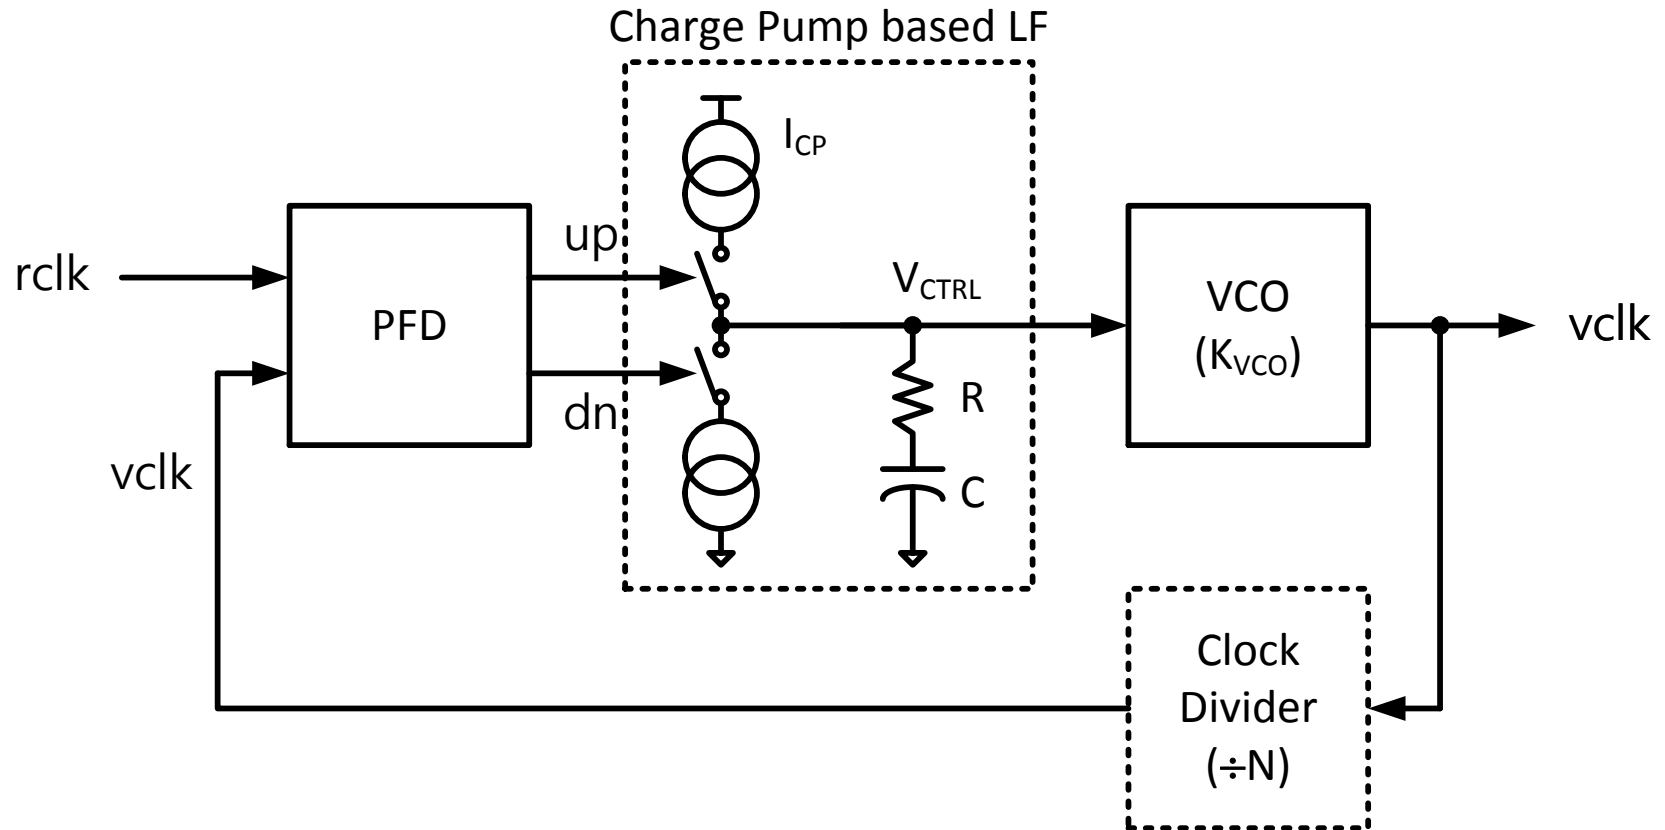 Charge Pump based LF
I_CP
rclk
PFD
up
dn
V_CTRL
R
C
VCO
(K_VCO)
vclk
vclk
Clock
Divider
(÷N)